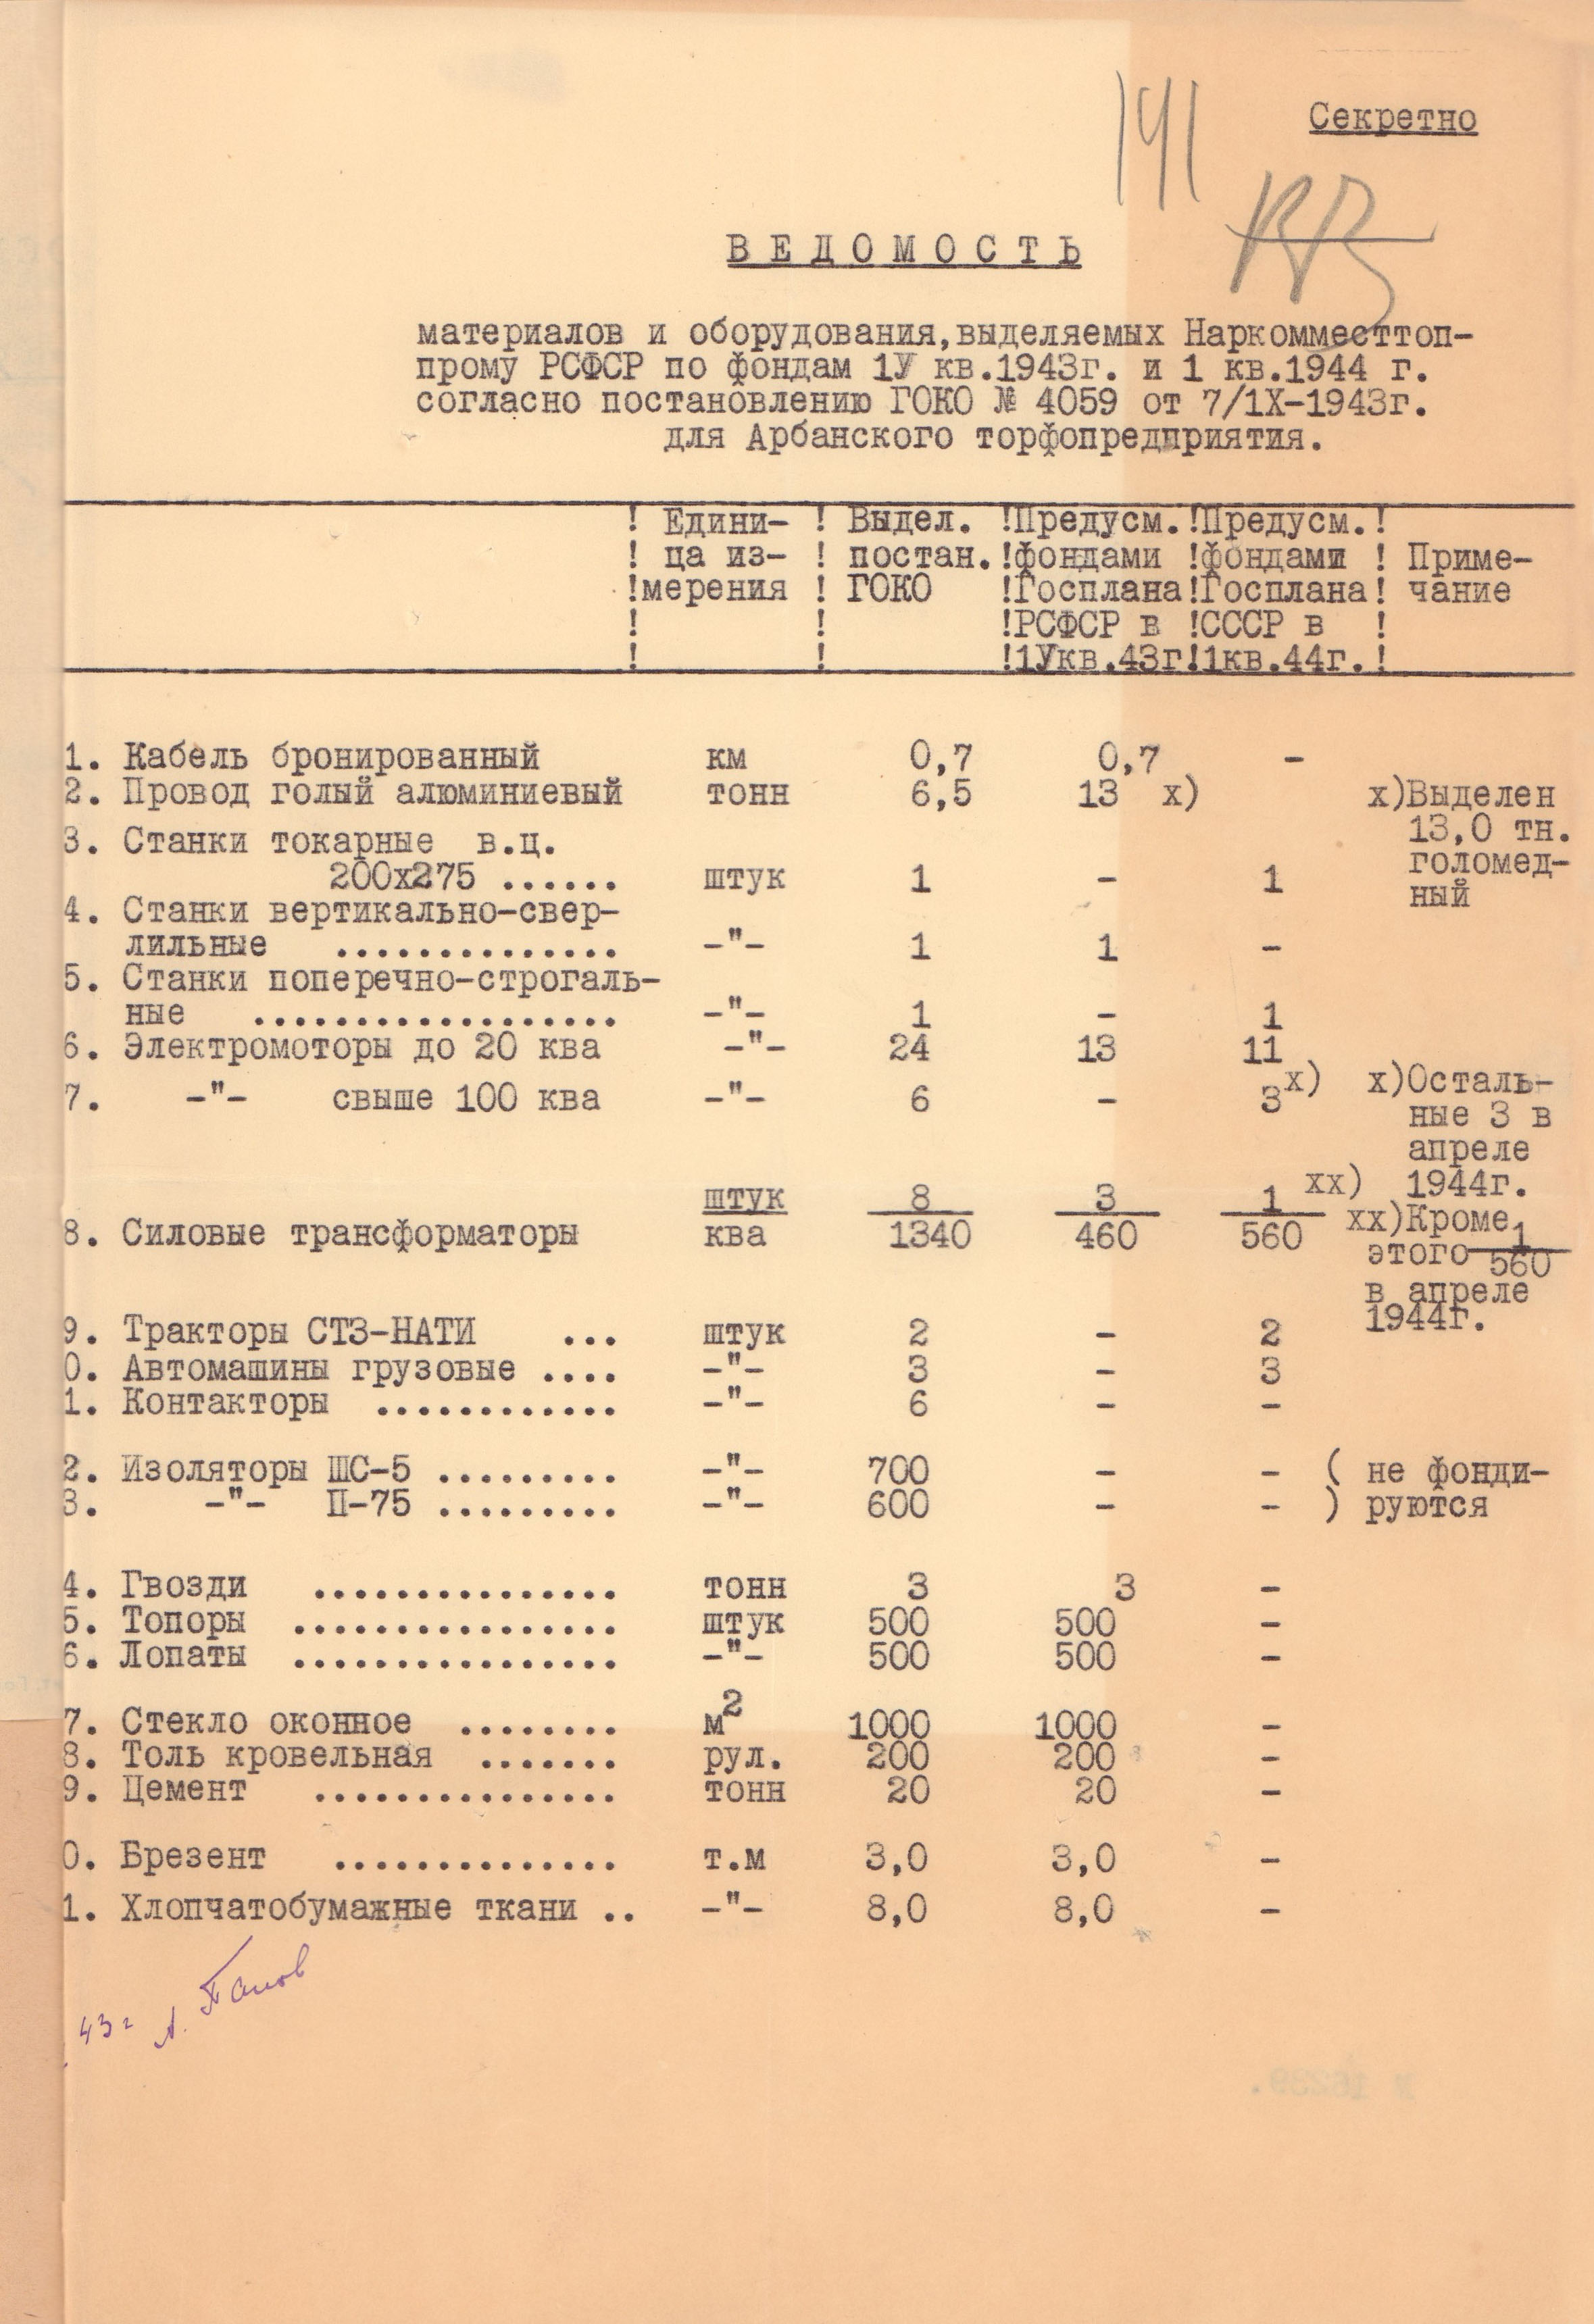 191
Секретно
ВЕДОМОСТЬ
материалов и оборудования,выделяемых Наркомместтоп-
прому РСФСР по фондам 1У кв.1943г. и 1 кв.1944 г.
согласно постановлению ГОКО № 4059 от 7/1Х-1943г.
для Арбанского торфопредприятия.
! Едини- ! Выдел. !Предусм.!Предусм.!
! ца из- ! постан.!фондами !фондами ! Приме-
!мерения ! ГОКО !Госплана!Госплана! чание
! ! !РСФСР в !СССР в !
! ! !1Укв.43г!1кв.44г.!
1. Кабель бронированный км 0,7 0,7 -
2. Провод голый алюминиевый тонн 6,5 13 х) х)Выделен
13,0 тн.
3. Станки токарные в.ц.
голомед-
200х275 ...... штук 1 - 1
ный
4. Станки вертикально-свер-
лильные .............. -"- 1 1 -
5. Станки поперечно-строгаль-
ные .................. -"- 1 - 1
6. Электромоторы до 20 ква -"- 24 13 11
7. -"- свыше 100 ква -"- 6 - 3х) х)Осталь-
ные 3 в
апреле
1944г.
штук 8 3 1 хх)
хх)Кроме 1
8. Силовые трансформаторы ква 1340 460 560
этого 560
в апреле
1944г.
9. Тракторы СТЗ-НАТИ ... штук 2 - 2
0. Автомашины грузовые .... -"- 3 - 3
1. Контакторы ............ -"- 6 - -
2. Изоляторы ШС-5 ......... -"- 700 - - ( не фонди-
3. -"- П-75 ......... -"- 600 - - ) руются
4. Гвозди ............... тонн 3 3 -
5. Топоры ................ штук 500 500 -
6. Лопаты ................ -"- 500 500 -
7. Стекло оконное ........ м2 1000 1000 -
8. Толь кровельная ....... рул. 200 200 -
9. Цемент ............... тонн 20 20 -
0. Брезент .............. т.м 3,0 3,0 -
1. Хлопчатобумажные ткани .. -"- 8,0 8,0 -
43г А. Панов